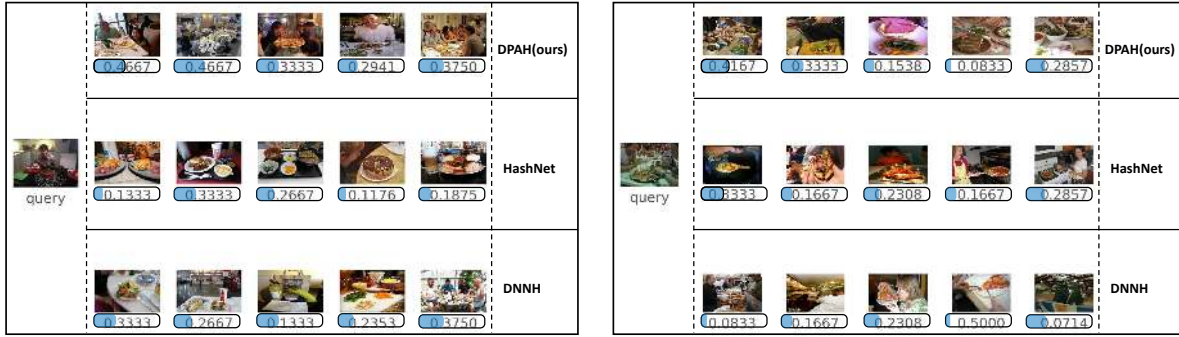 DPAH(ours)
0.4667 0.4667 0.3333 0.2941 0.3750
HashNet
0.1333 0.3333 0.2667 0.1176 0.1875
query
DNNH
0.3333 0.2667 0.1333 0.2353 0.3750
DPAH(ours)
0.4167 0.3333 0.1538 0.0833 0.2857
HashNet
0.3333 0.1667 0.2308 0.1667 0.2857
query
DNNH
0.0833 0.1667 0.2308 0.5000 0.0714